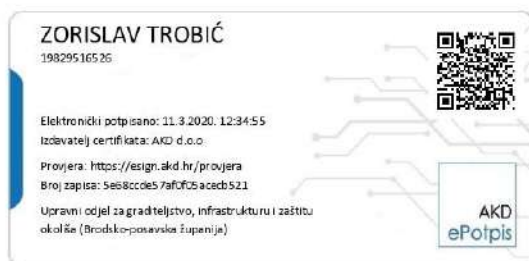 ZORISLAV TROBIĆ
19829516526
Elektronički potpisano: 11.3.2020. 12:34:55
Izdavatelj certifikata: AKD d.o.o
Provjera: https://esign.akd.hr/provjera
Broj zapisa: 5e68ccde57af0f05acecb521
Upravni odjel za graditeljstvo, infrastrukturu i zaštitu
okolša (Brodsko-posavska županija)
AKD
ePotpis